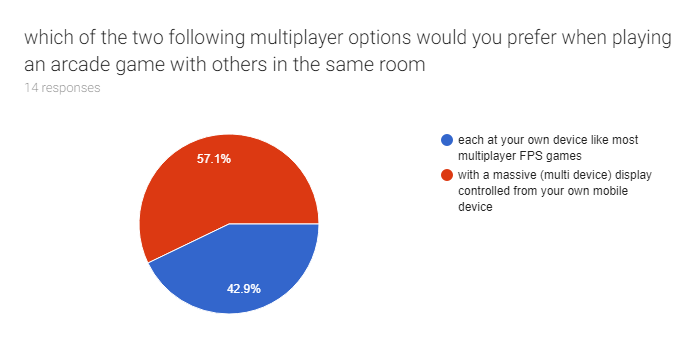 which of the two following multiplayer options would you prefer when playing
an arcade game with others in the same room
14 responses
57.1%
42.9%
each at your own device like most
multiplayer FPS games
with a massive (multi device) display
controlled from your own mobile
device